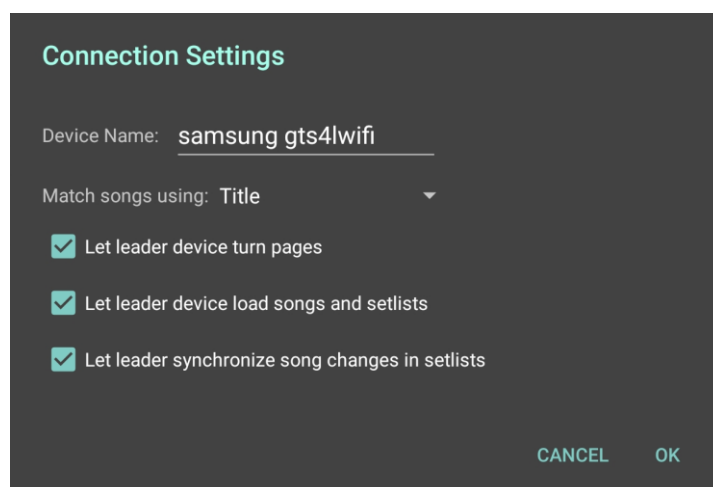 Connection Settings
Device Name: samsung gts4lwifi
Match songs using: Title
Let leader device turn pages
Let leader device load songs and setlists
Let leader synchronize song changes in setlists
CANCEL OK